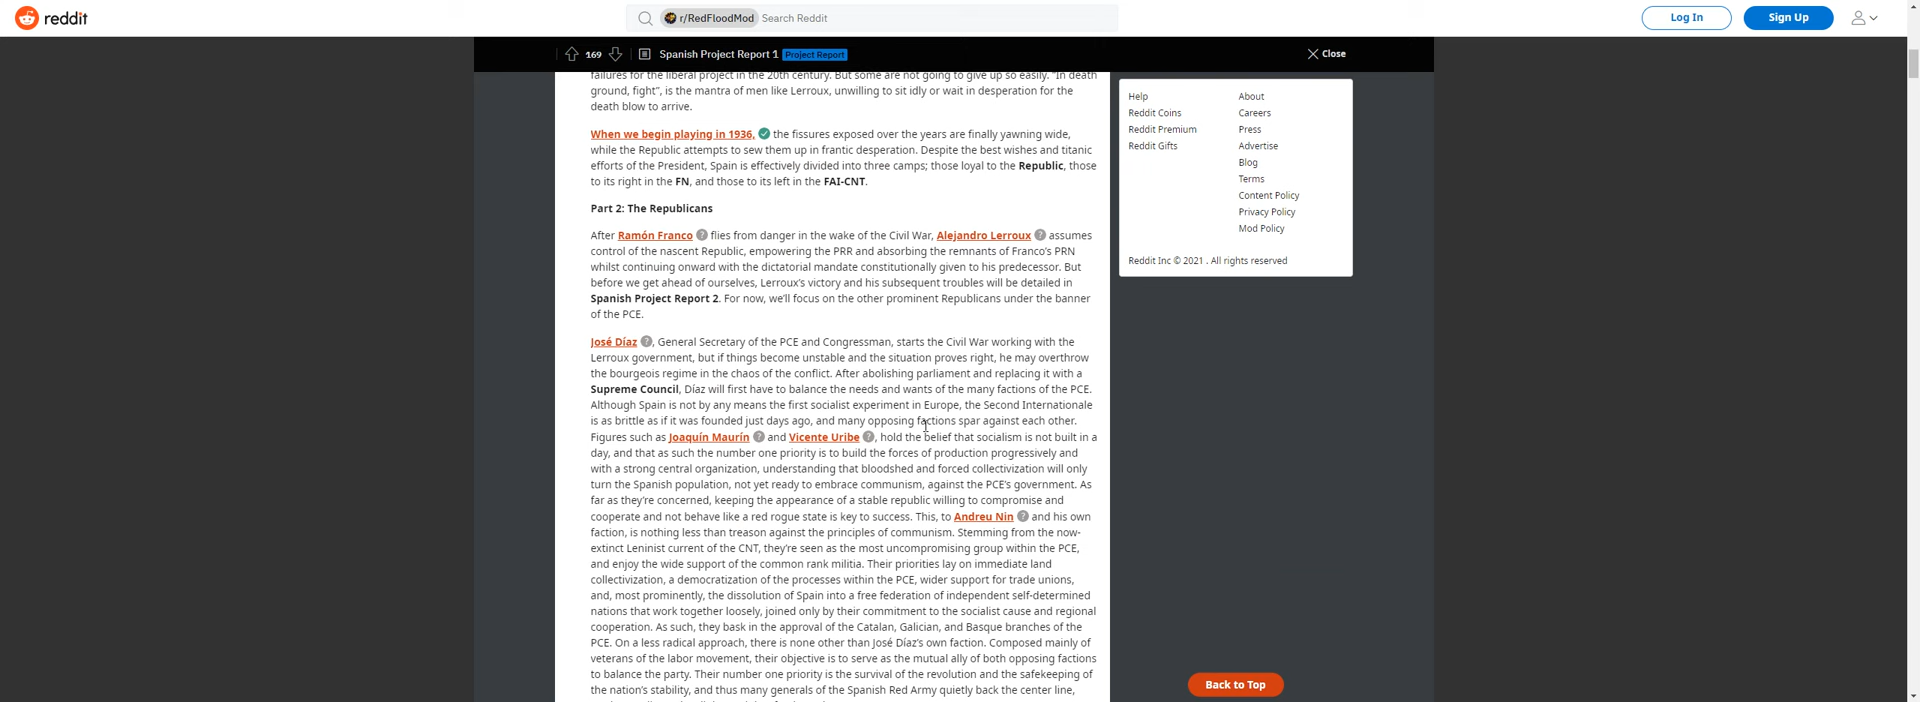 reddit
r/RedFloodMod Search Reddit
Log In
Sign Up
169
Spanish Project Report 1 Project Report
Close
failures for the liberal project in the 20th century. But some are not going to give up so easily. "In death
ground, fight", is the mantra of men like Lerroux, unwilling to sit idly or wait in desperation for the
death blow to arrive.
When we begin playing in 1936, the fissures exposed over the years are finally yawning wide,
while the Republic attempts to sew them up in frantic desperation. Despite the best wishes and titanic
efforts of the President, Spain is effectively divided into three camps; those loyal to the Republic, those
to its right in the FN, and those to its left in the FAI-CNT.
Part 2: The Republicans
After Ramón Franco ? flies from danger in the wake of the Civil War, Alejandro Lerroux ? assumes
control of the nascent Republic, empowering the PRR and absorbing the remnants of Franco's PRN
whilst continuing onward with the dictatorial mandate constitutionally given to his predecessor. But
before we get ahead of ourselves, Lerroux's victory and his subsequent troubles will be detailed in
Spanish Project Report 2. For now, we'll focus on the other prominent Republicans under the banner
of the PCE.
José Díaz ?, General Secretary of the PCE and Congressman, starts the Civil War working with the
Lerroux government, but if things become unstable and the situation proves right, he may overthrow
the bourgeois regime in the chaos of the conflict. After abolishing parliament and replacing it with a
Supreme Council, Díaz will first have to balance the needs and wants of the many factions of the PCE.
Although Spain is not by any means the first socialist experiment in Europe, the Second Internationale
is as brittle as if it was founded just days ago, and many opposing factions spar against each other.
Figures such as Joaquín Maurín ? and Vicente Uribe ?, hold the belief that socialism is not built in a
day, and that as such the number one priority is to build the forces of production progressively and
with a strong central organization, understanding that bloodshed and forced collectivization will only
turn the Spanish population, not yet ready to embrace communism, against the PCE's government. As
far as they're concerned, keeping the appearance of a stable republic willing to compromise and
cooperate and not behave like a red rogue state is key to success. This, to Andreu Nin ? and his own
faction, is nothing less than treason against the principles of communism. Stemming from the now-
extinct Leninist current of the CNT, they're seen as the most uncompromising group within the PCE,
and enjoy the wide support of the common rank militia. Their priorities lay on immediate land
collectivization, a democratization of the processes within the PCE, wider support for trade unions,
and, most prominently, the dissolution of Spain into a free federation of independent self-determined
nations that work together loosely, joined only by their commitment to the socialist cause and regional
cooperation. As such, they bask in the approval of the Catalan, Galician, and Basque branches of the
PCE. On a less radical approach, there is none other than José Díaz's own faction. Composed mainly of
veterans of the labor movement, their objective is to serve as the mutual ally of both opposing factions
to balance the party. Their number one priority is the survival of the revolution and the safekeeping of
the nation's stability, and thus many generals of the Spanish Red Army quietly back the center line,
Help
Reddit Coins
Reddit Premium
Reddit Gifts
About
Careers
Press
Advertise
Blog
Terms
Content Policy
Privacy Policy
Mod Policy
Reddit Inc © 2021 . All rights reserved
Back to Top